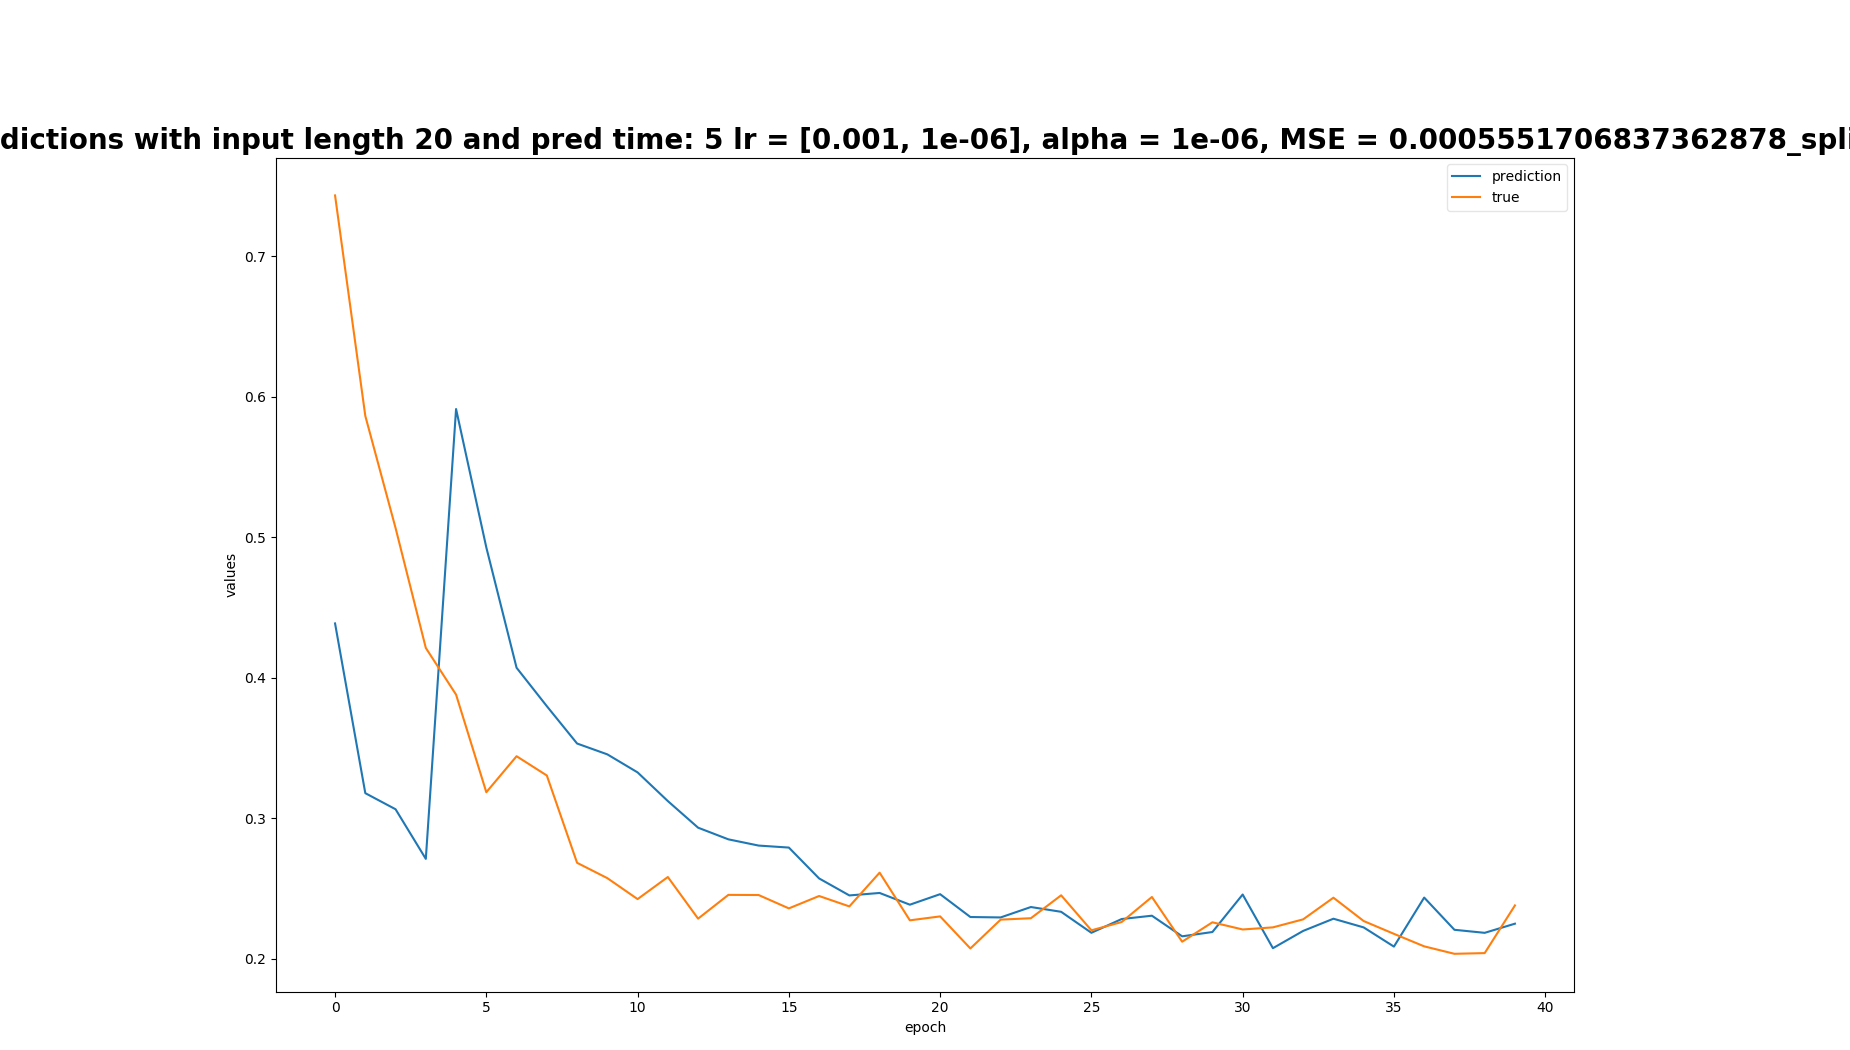 dictions with input length 20 and pred time: 5 lr = [0.001, 1e-06], alpha = 1e-06, MSE = 0.0005551706837362878_spli
prediction
true
0.7
0.6
0.5
0.4
0.3
0.2
values
0 5 10 15 20 25 30 35 40
epoch